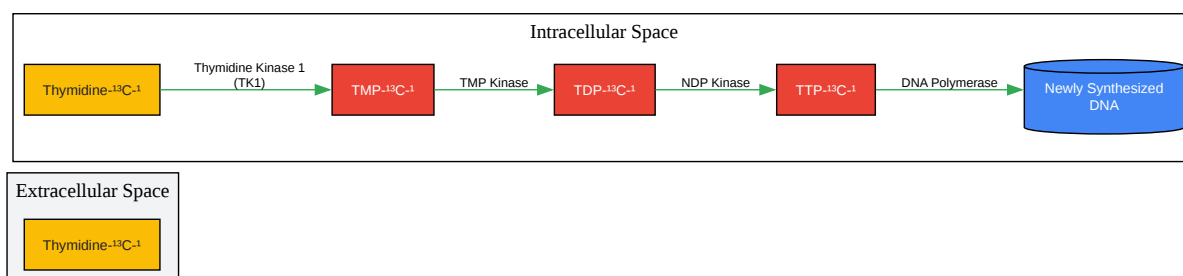 Intracellular Space
Thymidine-¹³C-¹
Thymidine Kinase 1
(TK1)
TMP-¹³C-¹
TMP Kinase
TDP-¹³C-¹
NDP Kinase
TTP-¹³C-¹
DNA Polymerase
Newly Synthesized
DNA
Extracellular Space
Thymidine-¹³C-¹